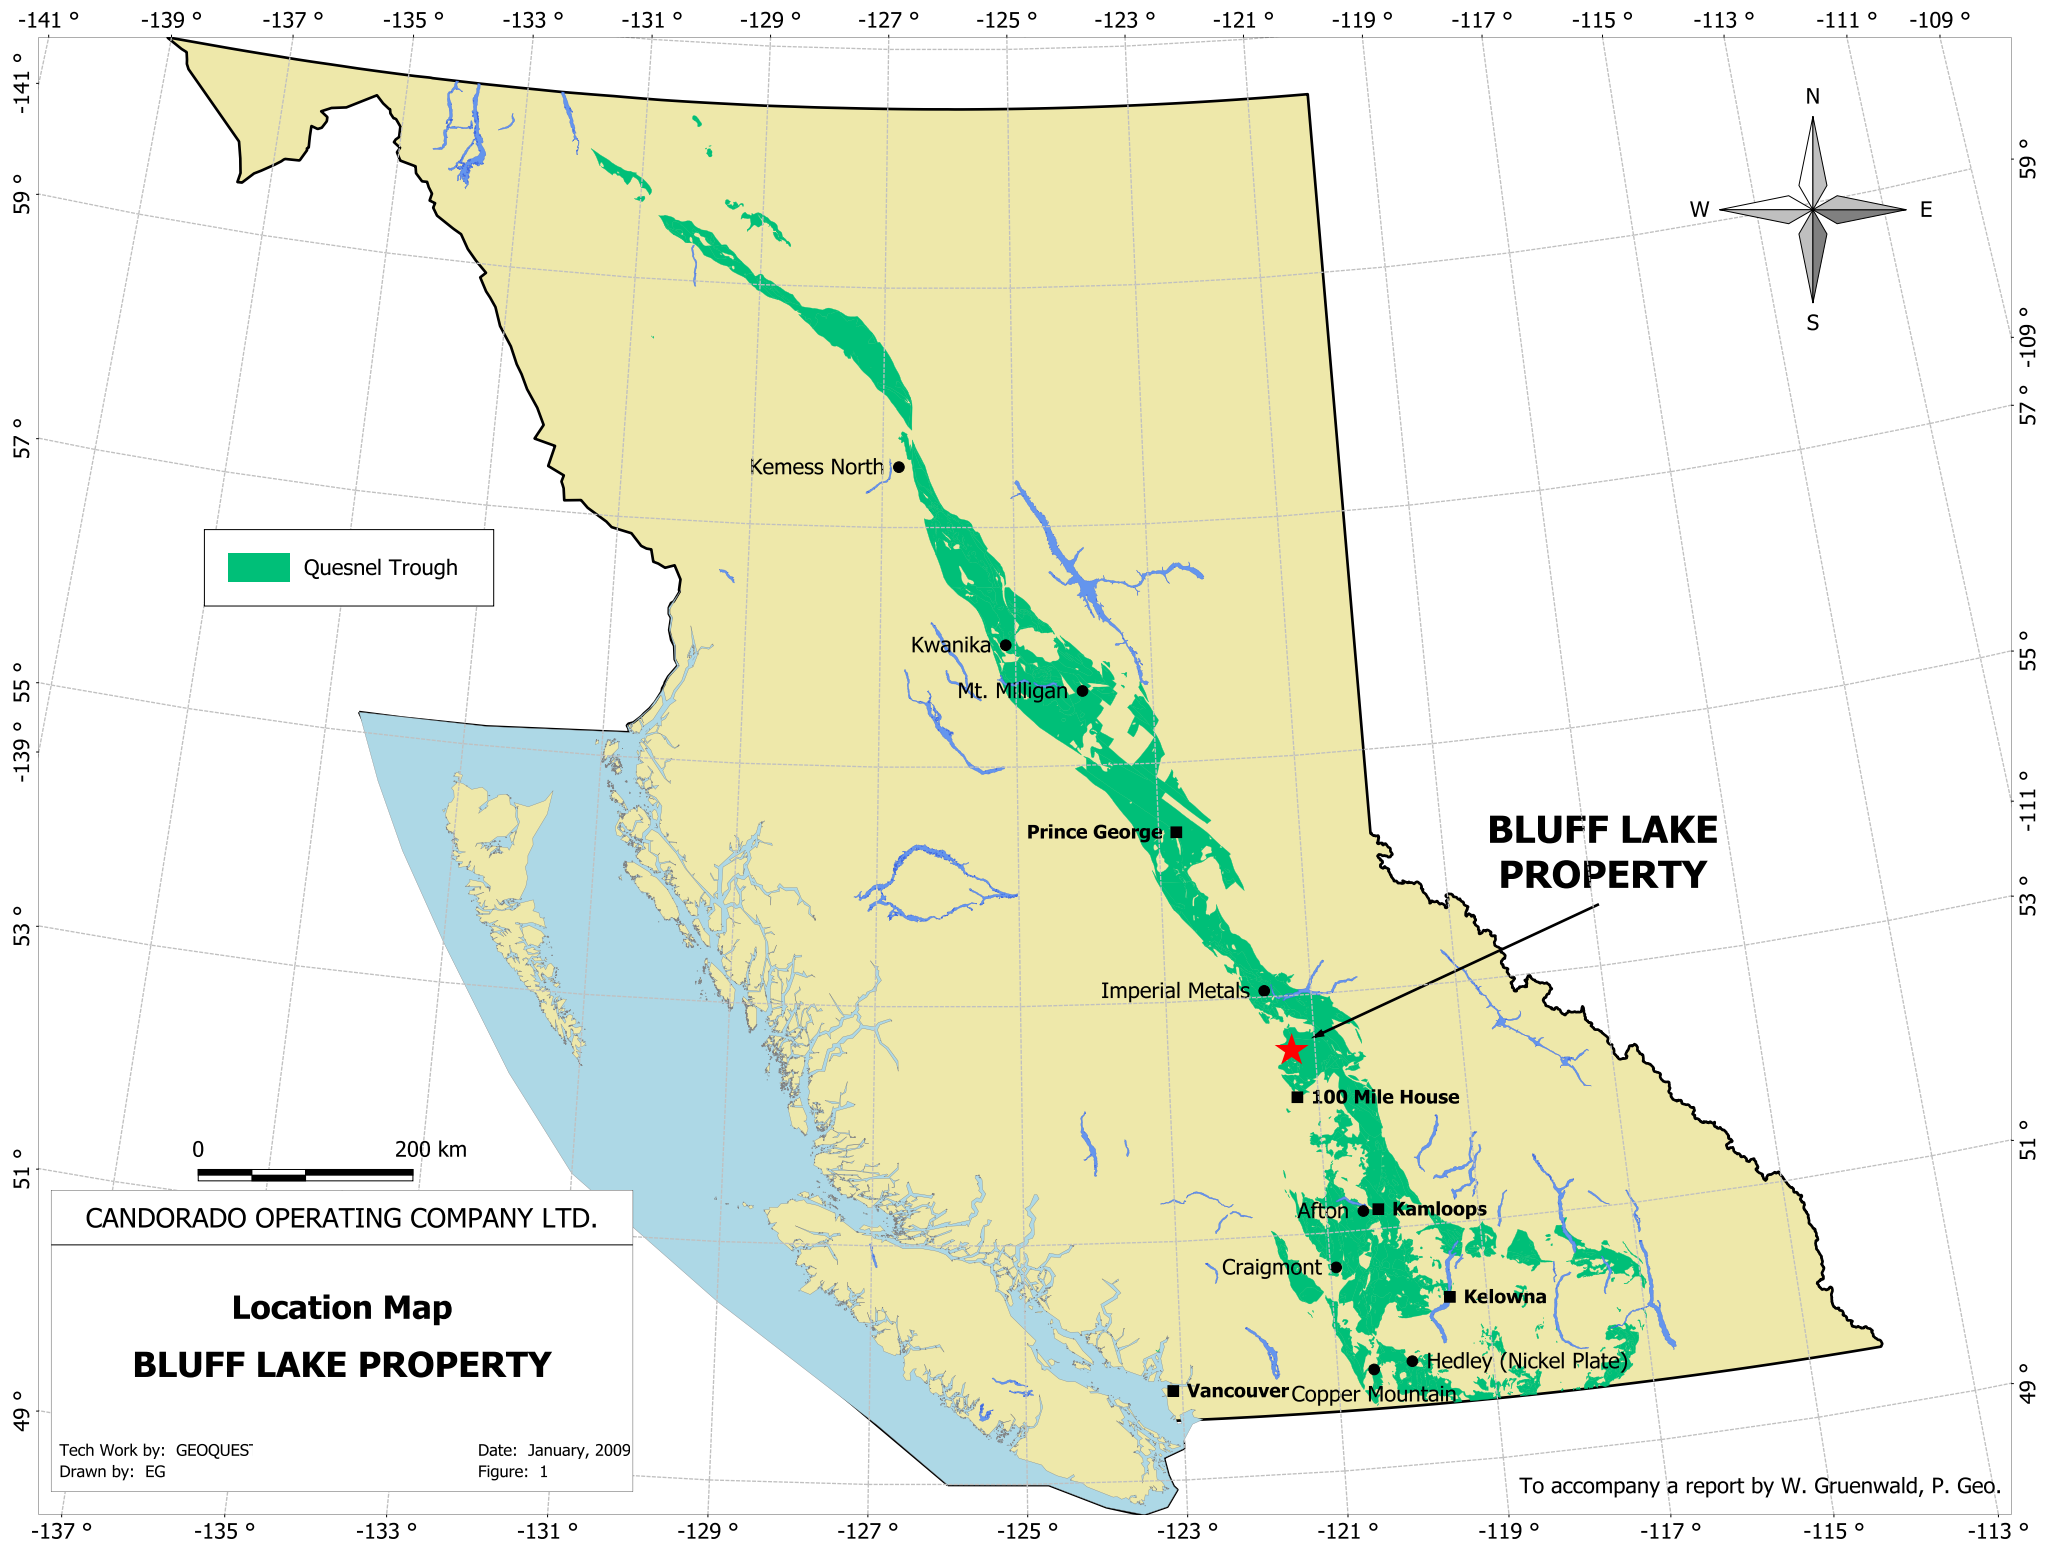 -141 °
-139 °
-137 °
-135 °
-133 °
-131 °
-129 °
-127 °
-125 °
-123 °
-121 °
-119 °
-117 °
-115 °
-113 °
-111 °
-109 °
-141 °
59 °
57 °
55 °
-139 °
53 °
51 °
49 °
59 °
-109 °
57 °
55 °
-111 °
53 °
51 °
49 °
N
W
E
S
Kemess North
Quesnel Trough
Kwanika
Mt. Milligan
Prince George
BLUFF LAKE
PROPERTY
Imperial Metals
100 Mile House
Afton
Kamloops
Craigmont
Kelowna
Hedley (Nickel Plate)
Vancouver
Copper Mountain
0
200 km
CANDORADO OPERATING COMPANY LTD.
Location Map
BLUFF LAKE PROPERTY
Tech Work by: GEOQUES
Date: January, 2009
Drawn by: EG
Figure: 1
To accompany a report by W. Gruenwald, P. Geo.
-137 °
-135 °
-133 °
-131 °
-129 °
-127 °
-125 °
-123 °
-121 °
-119 °
-117 °
-115 °
-113 °